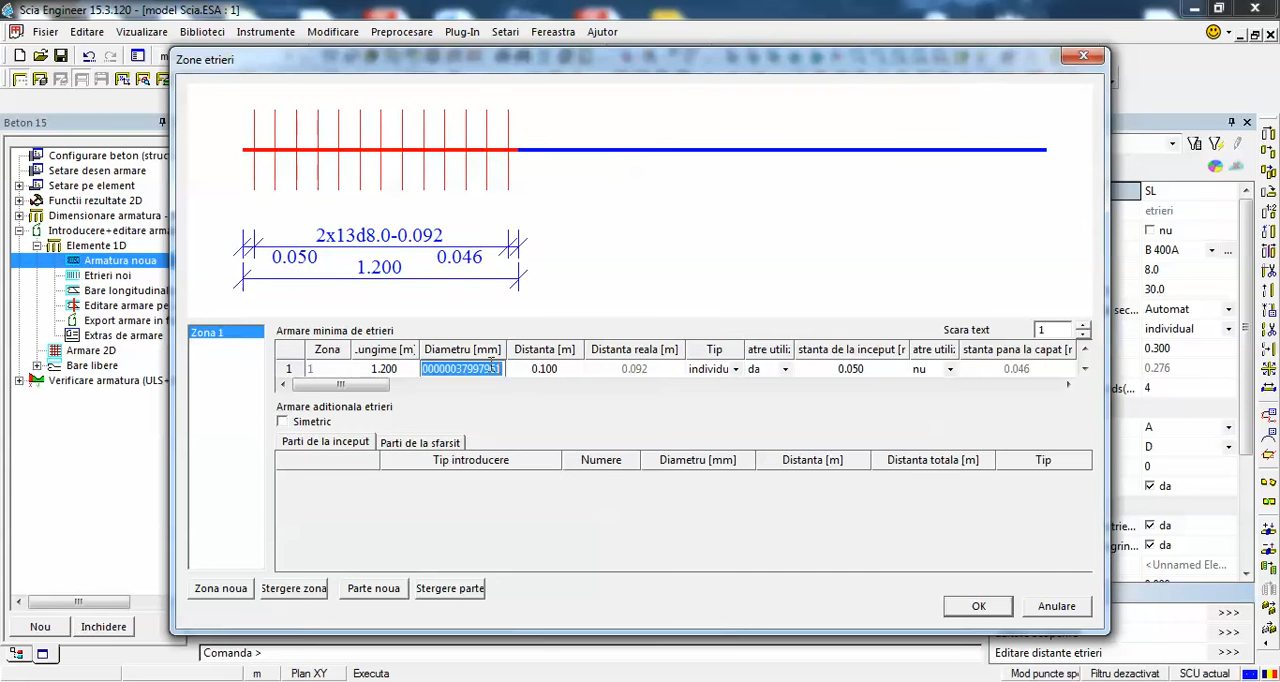 Scia Engineer 15.3.120 - [model Scia.ESA : 1]
Fisier Editare Vizualizare Biblioteci Instrumente Modificare Preprocesare Plug-In Setari Fereastra Ajutor
Zone etrieri
Beton 15
Configurare beton (struc
Setare desen armare
Setare pe element
Functii rezultate 2D
Dimensionare armatura -
Introducere+editare arma
Elemente 1D
Armatura noua
Etrieri noi
Bare longitudinal
Editare armare pe
Export armare in f
Extras de armare
Armare 2D
Bare libere
Verificare armatura (ULS+
Nou Inchidere
2x13d8.0-0.092
0.050 0.046
1.200
Zona 1
Armare minima de etrieri Scara text 1
Zona .ungime [m] Diametru [mm] Distanta [m] Distanta reala [m] Tip atre utili: stanta de la inceput [r atre utili: stanta pana la capat [r
1 1 1.200 0.100 0.092 individu da 0.050 nu 0.046
Armare aditionala etrieri
Simetric
Parti de la inceput Parti de la sfarsit
Tip introducere Numere Diametru [mm] Distanta [m] Distanta totala [m] Tip
Zona noua Stergere zona Parte noua Stergere parte
OK Anulare
SL
etrieri
nu
B 400A ...
8.0
30.0
sec... Automat
individual
0.300
0.276
4
A
D
0
da
etrie... da
grin... da
<Unnamed Ele...
>>>
>>>
Editare distante etrieri >>>
Comanda >
m Plan XY Executa Mod puncte sp Filtru dezactivat SCU actual